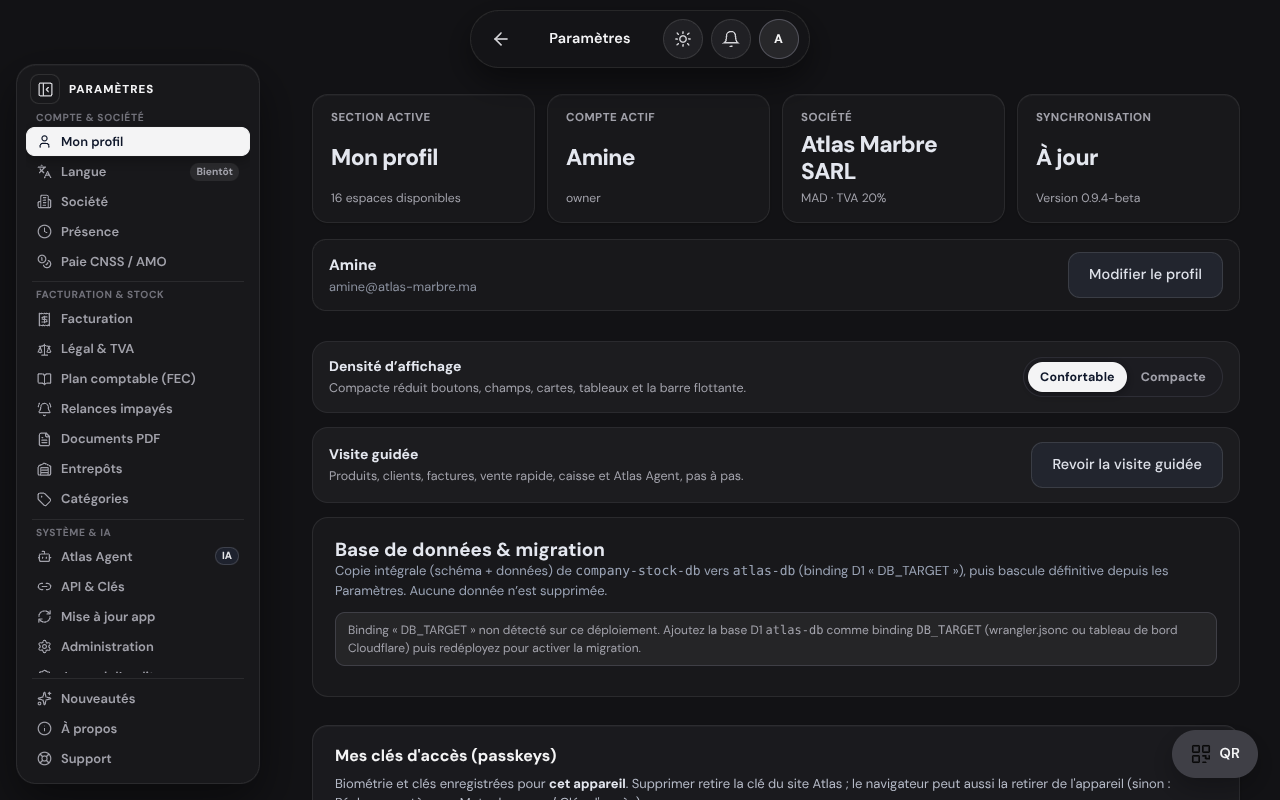 Paramètres
A
PARAMÈTRES
COMPTE & SOCIÉTÉ
Mon profil
Langue
Bientôt
Société
Présence
Paie CNSS / AMO
FACTURATION & STOCK
Facturation
Légal & TVA
Plan comptable (FEC)
Relances impayés
Documents PDF
Entrepôts
Catégories
SYSTÈME & IA
Atlas Agent
IA
API & Clés
Mise à jour app
Administration
Nouveautés
À propos
Support
SECTION ACTIVE
Mon profil
16 espaces disponibles
COMPTE ACTIF
Amine
owner
SOCIÉTÉ
Atlas Marbre
SARL
MAD · TVA 20%
SYNCHRONISATION
À jour
Version 0.9.4-beta
Amine
amine@atlas-marbre.ma
Modifier le profil
Densité d’affichage
Compacte réduit boutons, champs, cartes, tableaux et la barre flottante.
Confortable
Compacte
Visite guidée
Produits, clients, factures, vente rapide, caisse et Atlas Agent, pas à pas.
Revoir la visite guidée
Base de données & migration
Copie intégrale (schéma + données) de company-stock-db vers atlas-db (binding D1 « DB_TARGET »), puis bascule définitive depuis les
Paramètres. Aucune donnée n’est supprimée.
Binding « DB_TARGET » non détecté sur ce déploiement. Ajoutez la base D1 atlas-db comme binding DB_TARGET (wrangler.jsonc ou tableau de bord
Cloudflare) puis redéployez pour activer la migration.
Mes clés d'accès (passkeys)
Biométrie et clés enregistrées pour cet appareil. Supprimer retire la clé du site Atlas ; le navigateur peut aussi la retirer de l'appareil (sinon :
QR